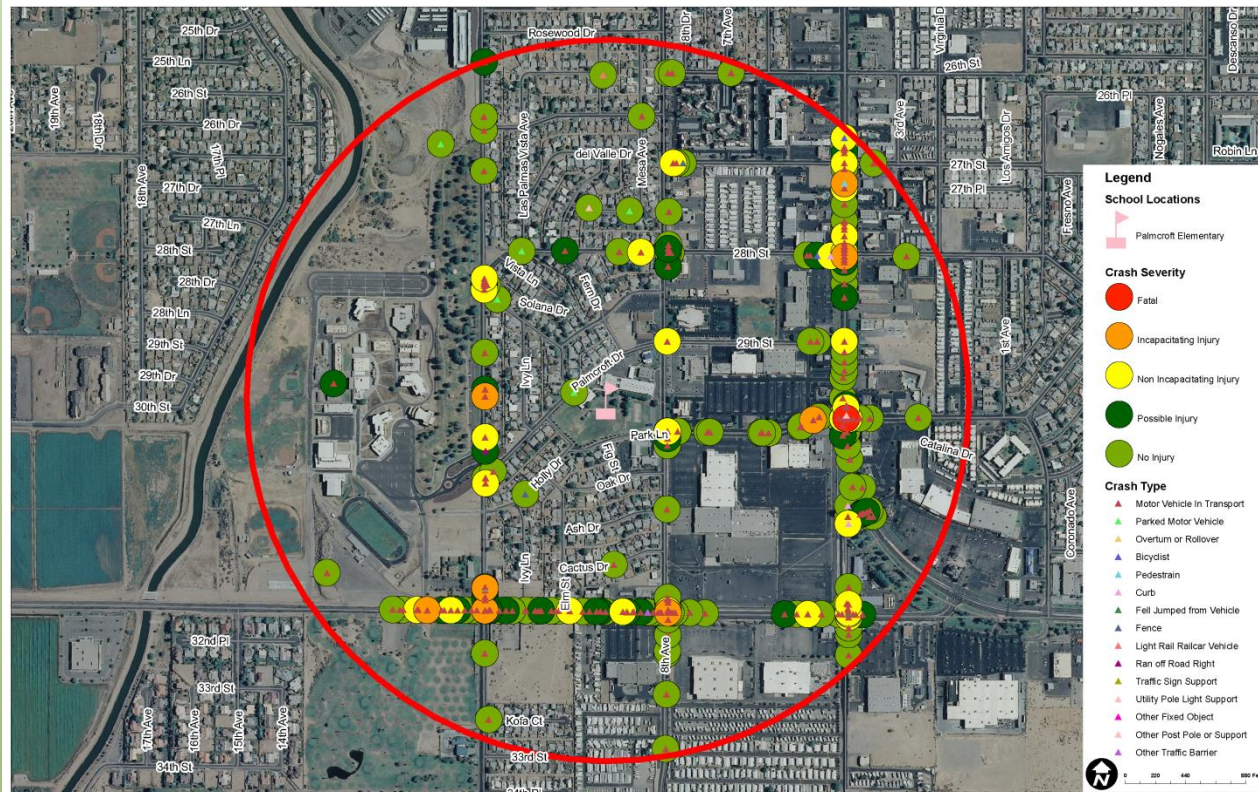 Rosewood Dr
25th Dr
25th Ln
26th St
26th Dr
19th Ave
18th Dr
17th Pl
18th Ave
27th Dr
27th Ln
28th St
28th Dr
28th Ln
29th St
29th Dr
30th St
8th Dr
7th Ave
Virginia D
26th St
Descanso Dr
3rd Ave
26th Pl
Los Amigos Dr
Nogales Ave
Robin Ln
27th St
27th Pl
Fresno Ave
Las Palmas Vista Ave
del Valle Dr
Mesa Ave
28th St
Vista Ln
Fern Dr
Solana Dr
29th St
1st Ave
Ivy Ln
Palmcroft Dr
Park Ln
Catalina Dr
Holly Dr
Fig St
Oak Dr
Ash Dr
Coronado Ave
Ivy Ln
Cactus Dr
Elm St
8th Ave
32nd Pl
33rd St
17th Ave
16th Ave
15th Ave
14th Ave
34th St
Kofa Ct
33rd St
Legend
School Locations
Palmcroft Elementary
Crash Severity
Fatal
Incapacitating Injury
Non Incapacitating Injury
Possible Injury
No Injury
Crash Type
Motor Vehicle In Transport
Parked Motor Vehicle
Overturn or Rollover
Bicyclist
Pedestrain
Curb
Fell Jumped from Vehicle
Fence
Light Rail Railcar Vehicle
Ran off Road Right
Traffic Sign Support
Utility Pole Light Support
Other Fixed Object
Other Post Pole or Support
Other Traffic Barrier
N
0 220 440 880 Fe